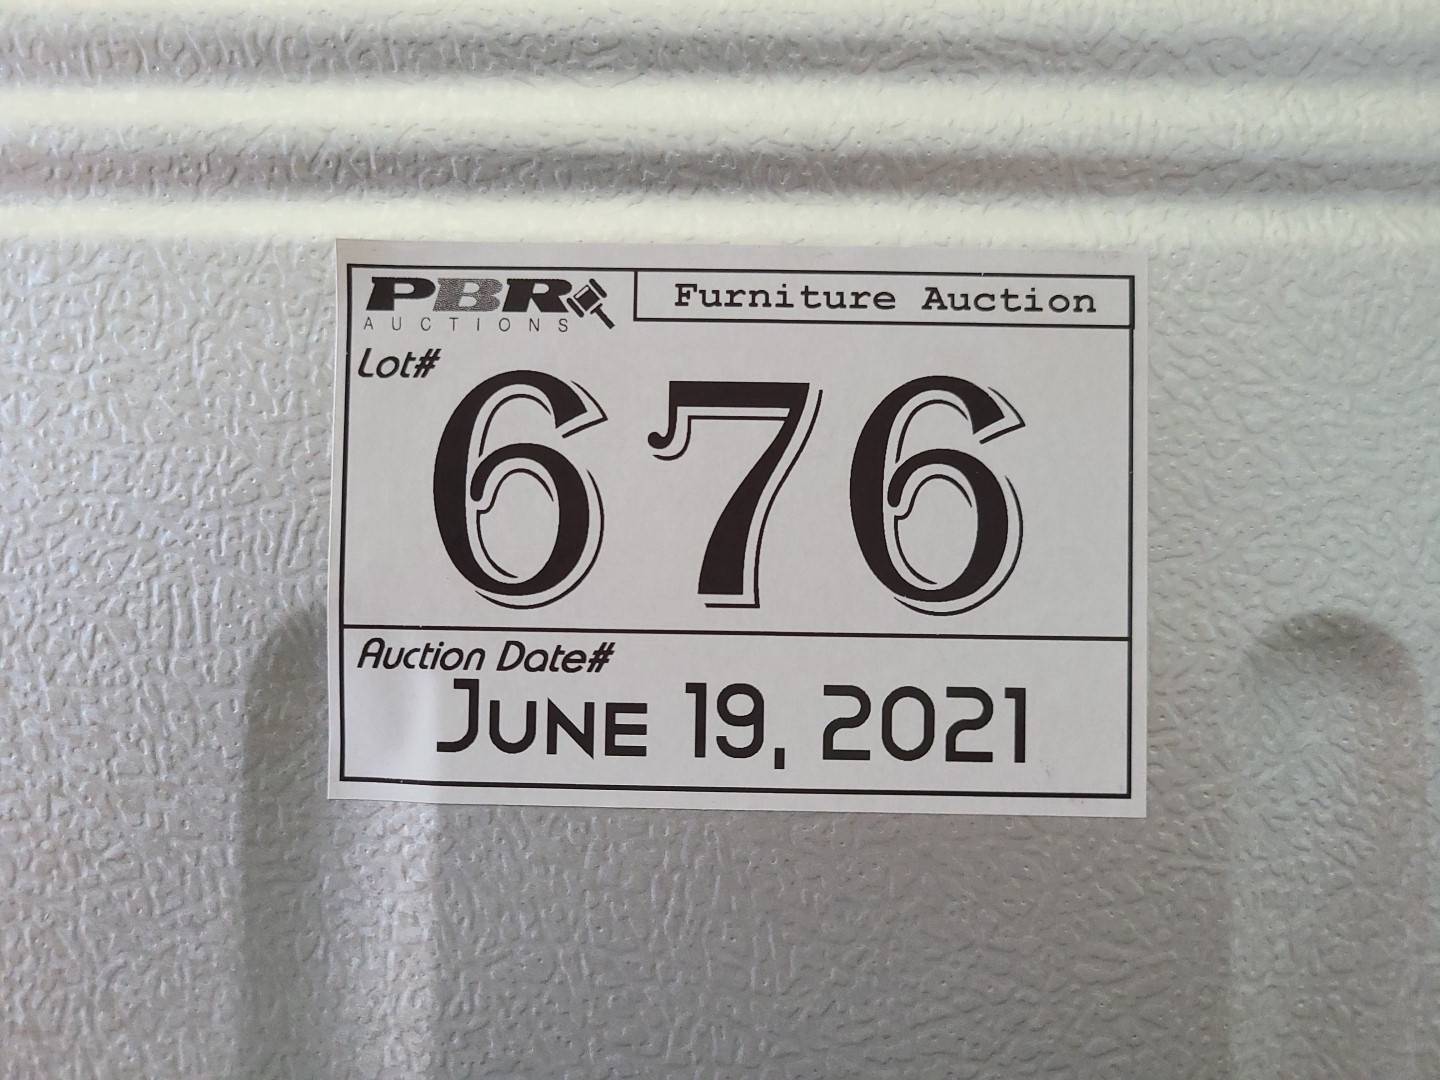 PBR
AUCTIONS
Furniture Auction
Lot#
676
Auction Date#
JUNE 19, 2021